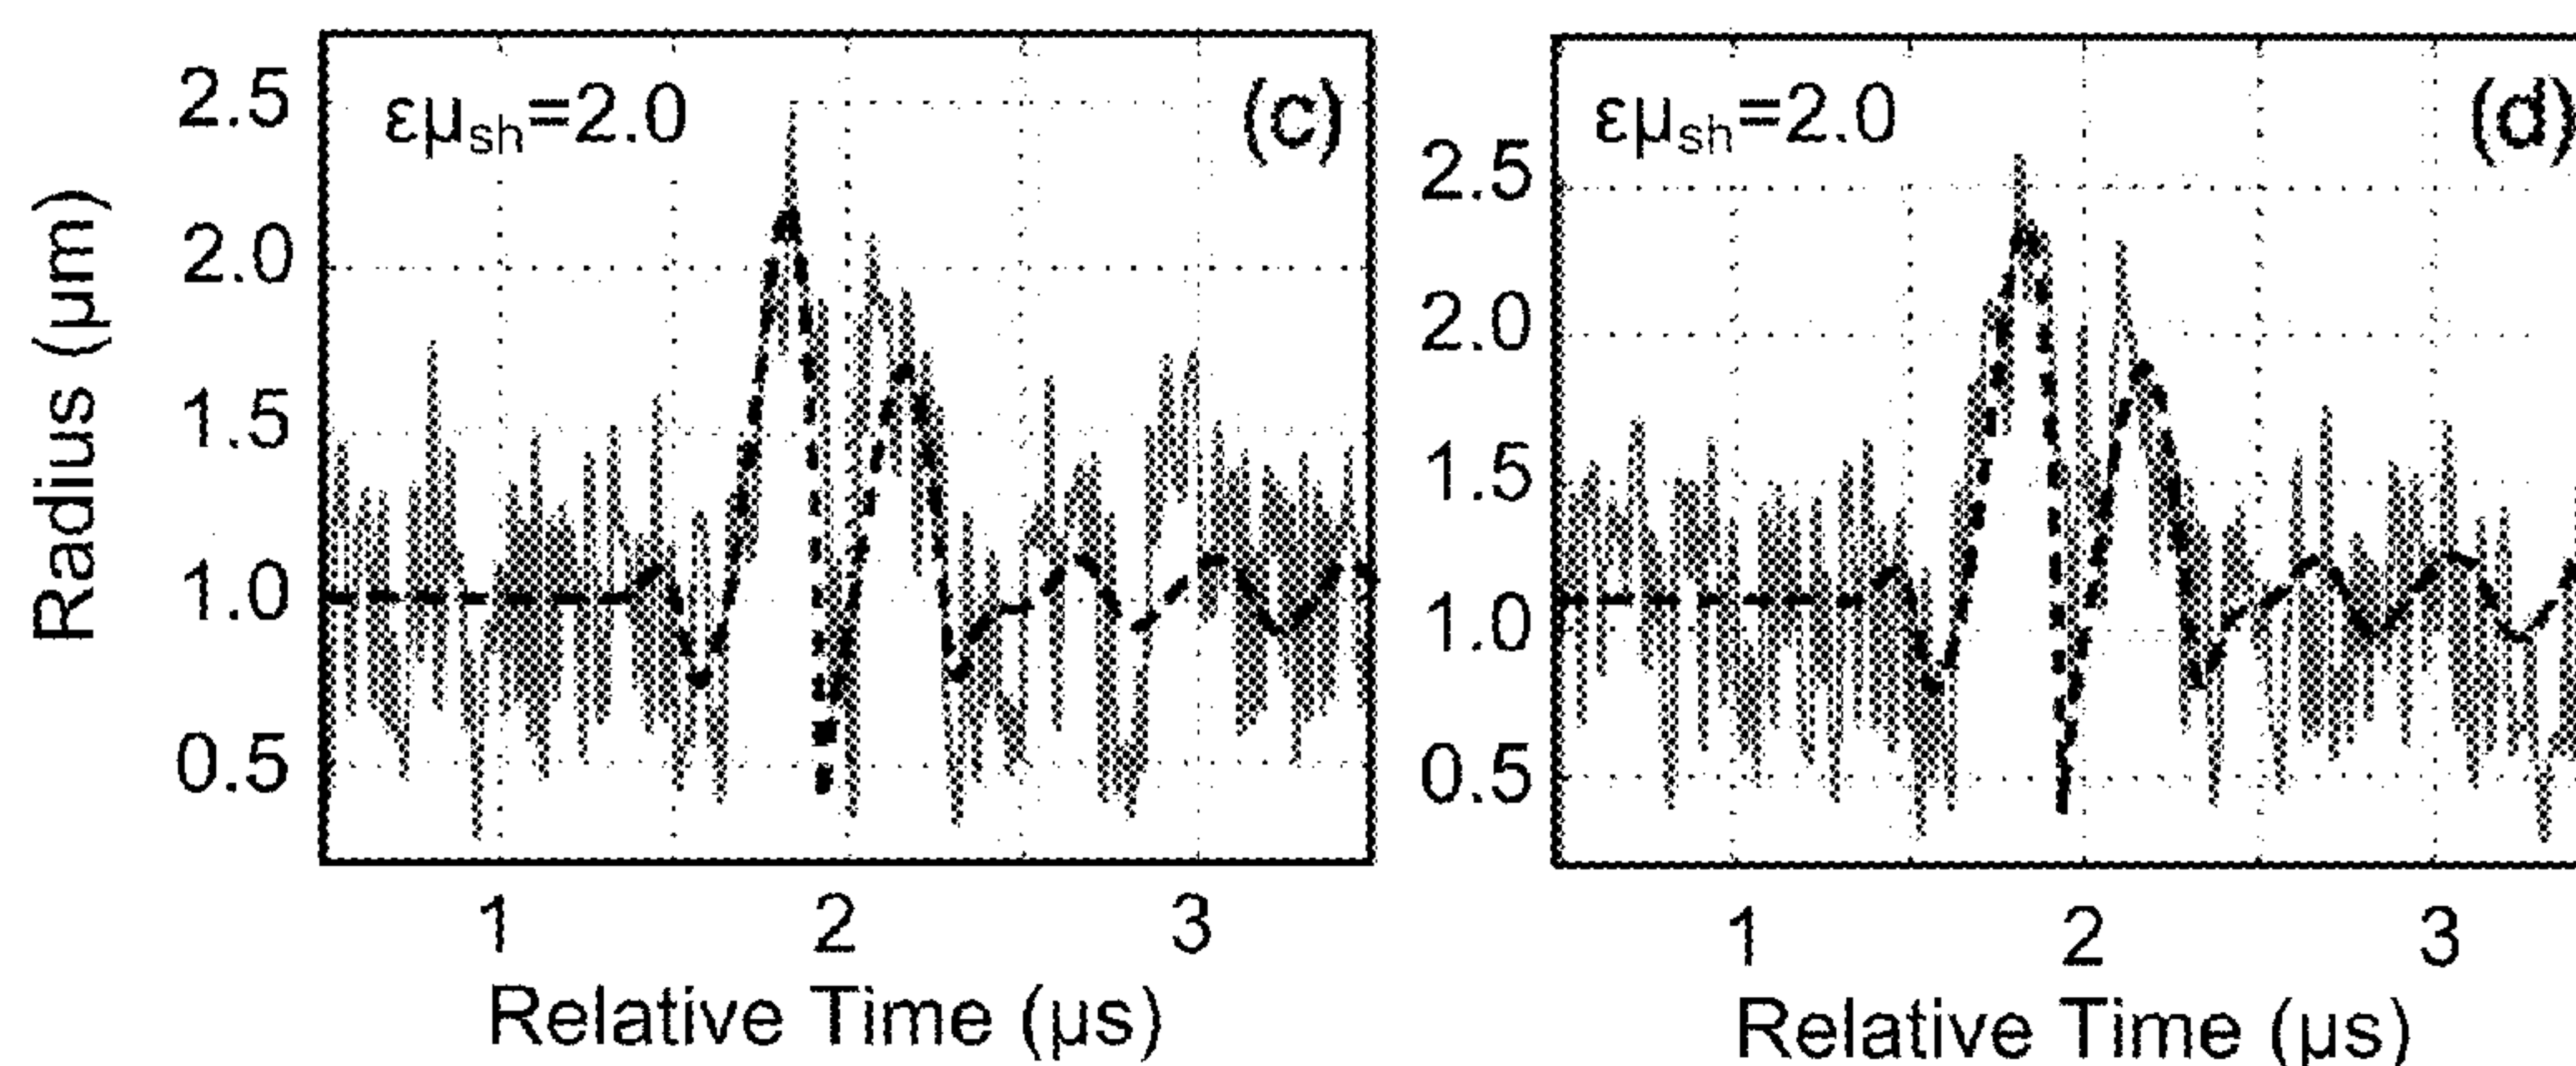 εμsh=2.0
(c)
2.5
2.0
1.5
1.0
0.5
Radius (μm)
1 2 3
Relative Time (μs)
εμsh=2.0
(d)
2.5
2.0
1.5
1.0
0.5
1 2 3
Relative Time (μs)